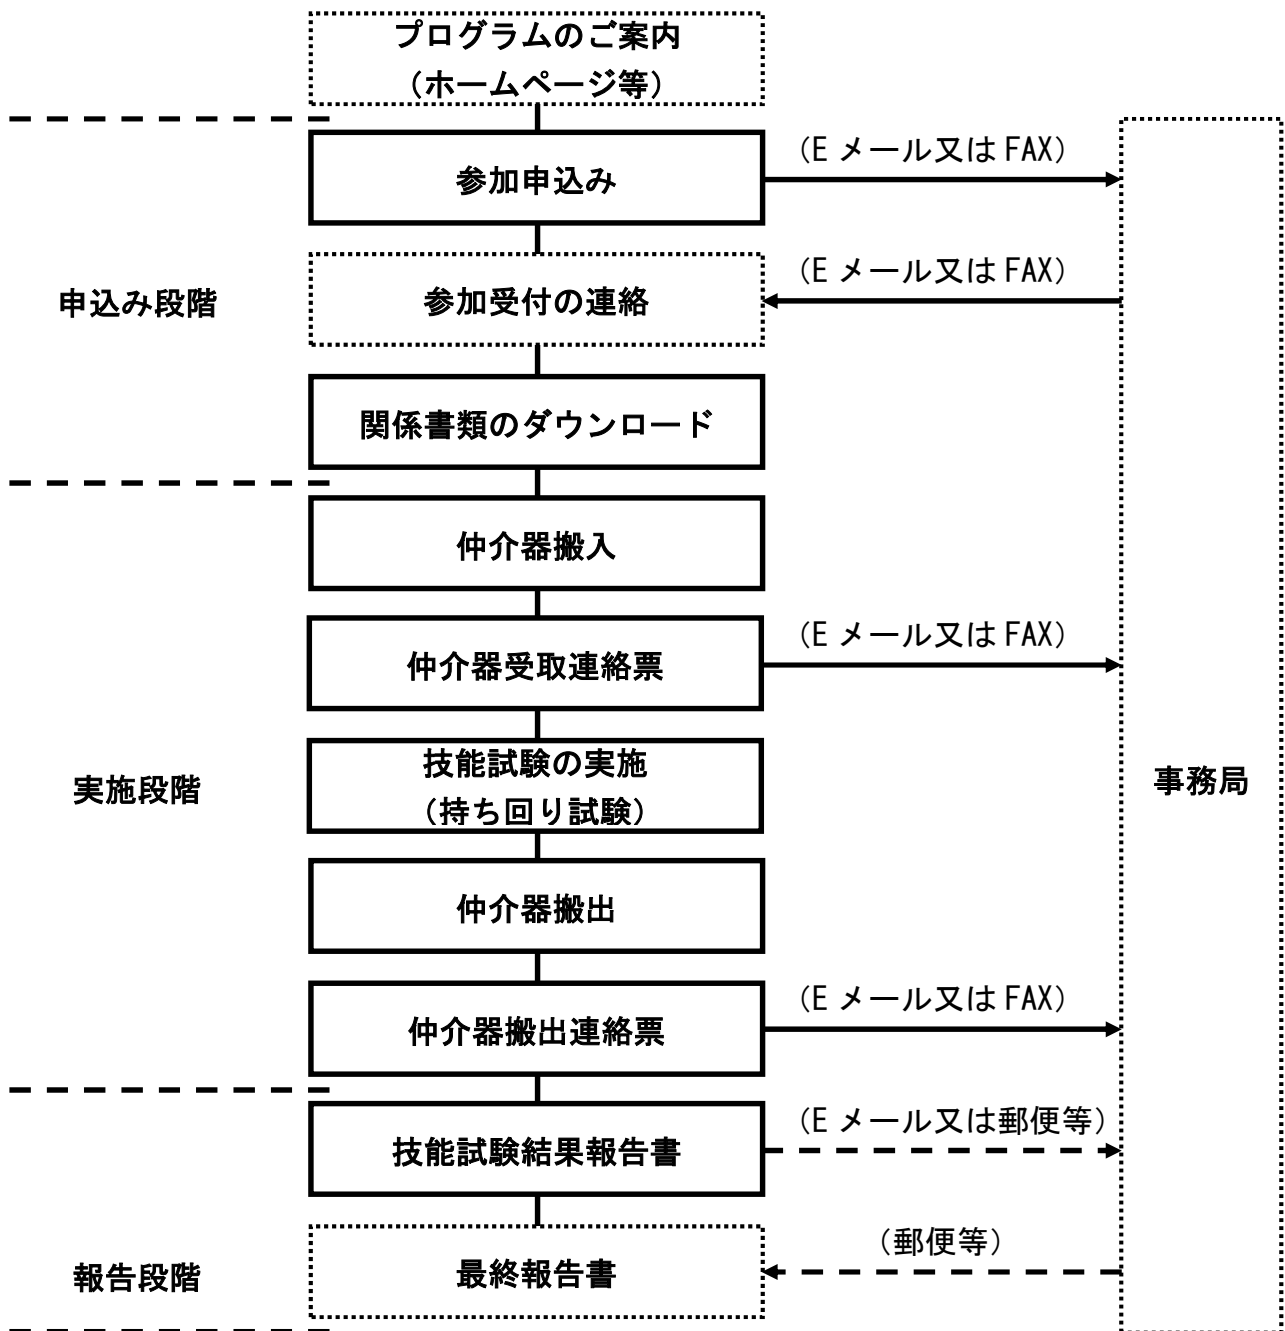 プログラムのご案内
（ホームページ等）
参加申込み
（E メール又は FAX）
申込み段階
参加受付の連絡
（E メール又は FAX）
関係書類のダウンロード
仲介器搬入
仲介器受取連絡票
（E メール又は FAX）
実施段階
技能試験の実施
（持ち回り試験）
事務局
仲介器搬出
仲介器搬出連絡票
（E メール又は FAX）
技能試験結果報告書
（E メール又は郵便等）
報告段階
最終報告書
（郵便等）